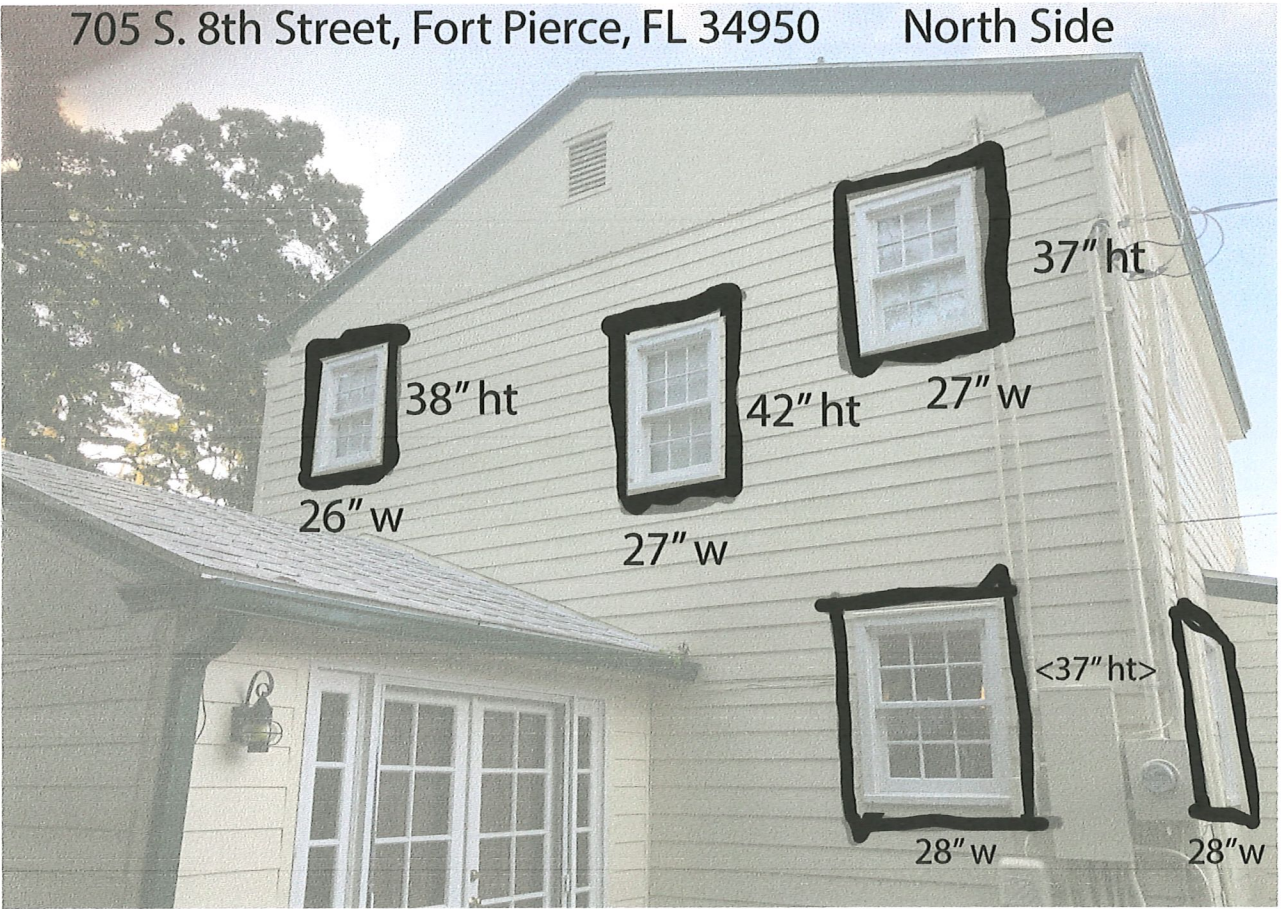 705 S. 8th Street, Fort Pierce, FL 34950 North Side
37” ht
38” ht
42” ht
27” w
26” w
27” w
<37” ht>
28” w
28” w